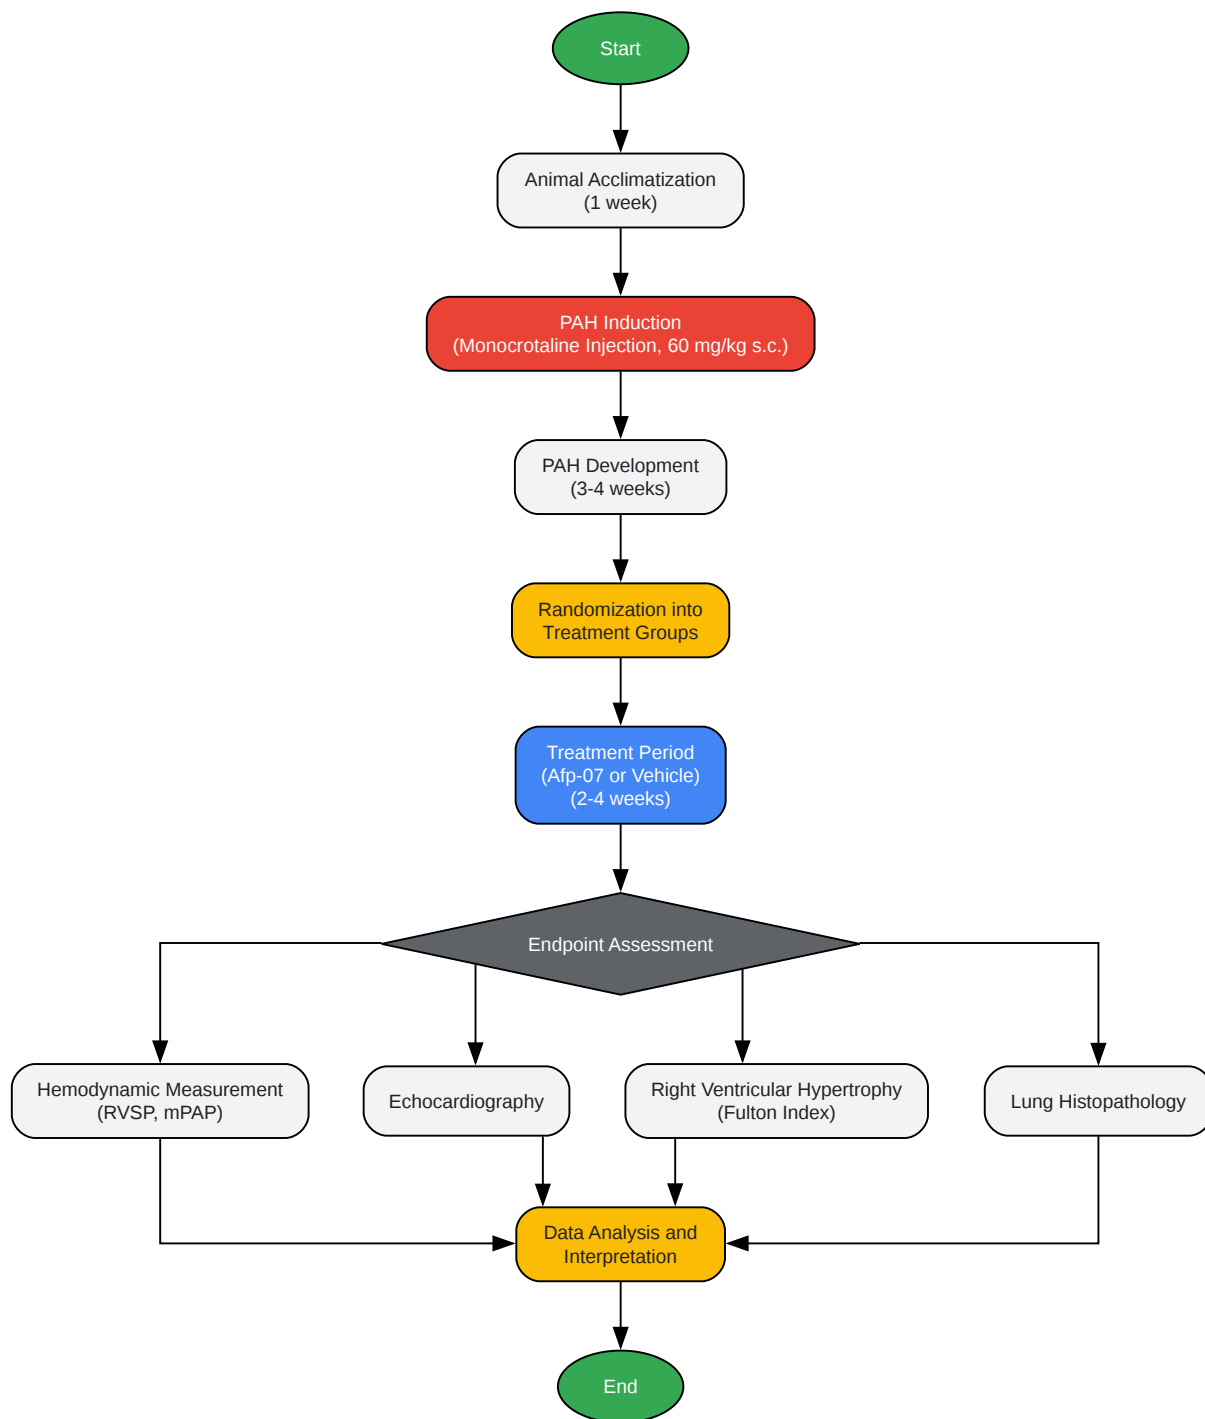 Start
Animal Acclimatization
(1 week)
PAH Induction
(Monocrotaline Injection, 60 mg/kg s.c.)
PAH Development
(3-4 weeks)
Randomization into
Treatment Groups
Treatment Period
(Afp-07 or Vehicle)
(2-4 weeks)
Endpoint Assessment
Hemodynamic Measurement
(RVSP, mPAP)
Echocardiography
Right Ventricular Hypertrophy
(Fulton Index)
Lung Histopathology
Data Analysis and
Interpretation
End